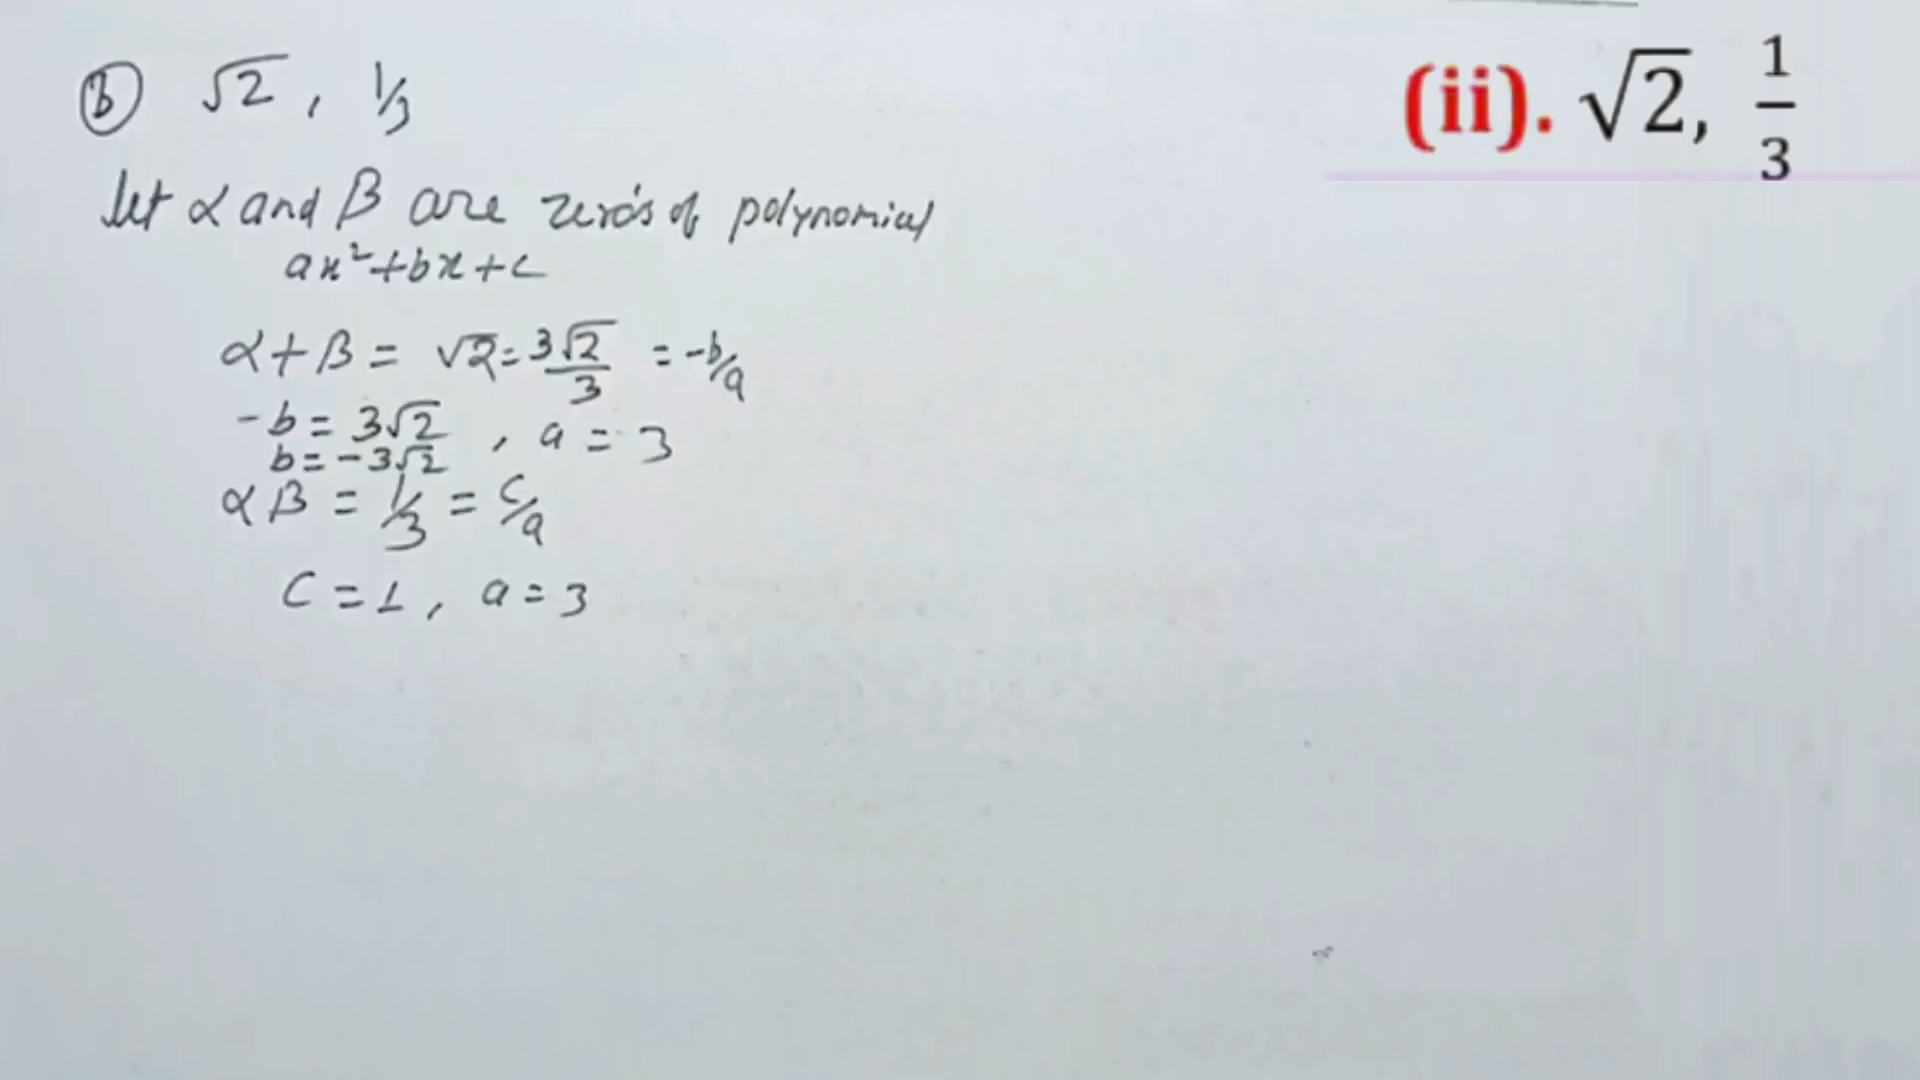 (b) √2, 1/3
(ii). √2, 1/3
let α and β are zero's of polynomial
ax²+bx+c
α+β = √2 = 3√2/3 = -b/a
-b = 3√2, a = 3
b = -3√2
αβ = 1/3 = c/a
C = 1, a = 3